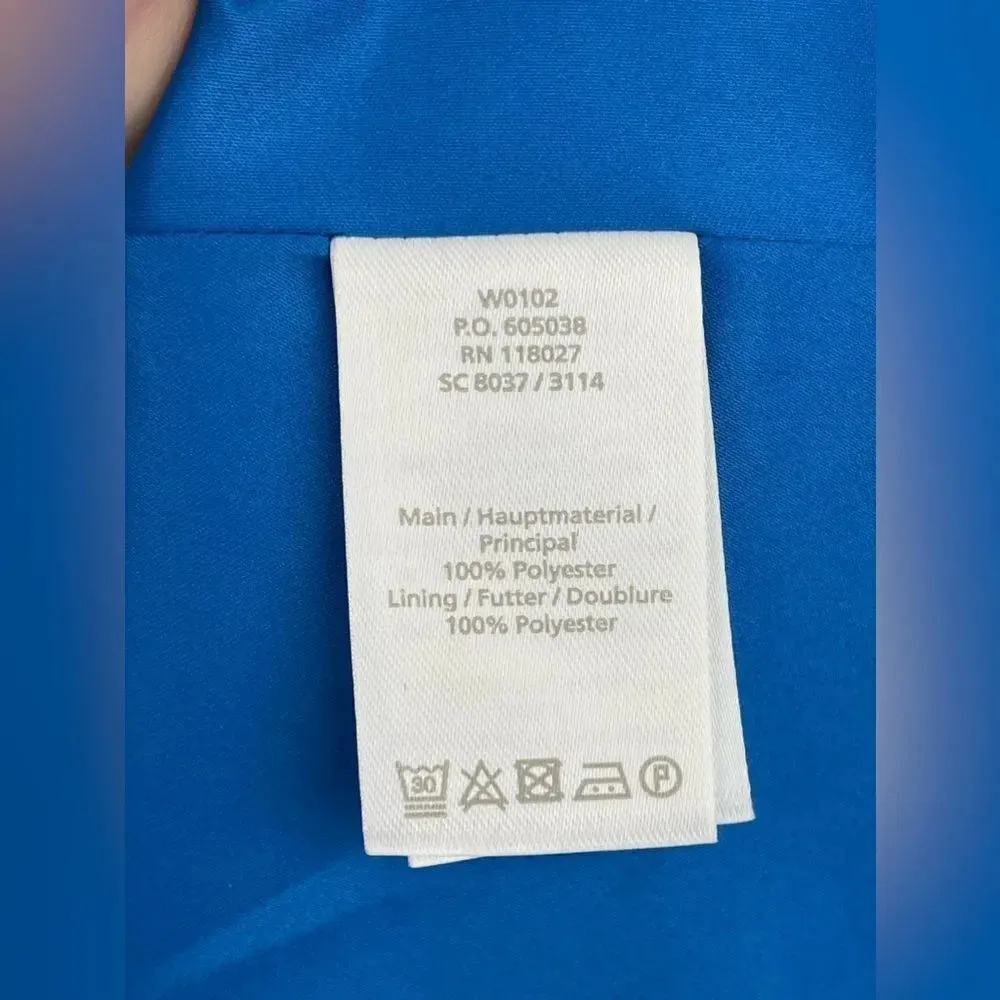 W0102
P.O. 605038
RN 118027
SC 8037 / 3114
Main / Hauptmaterial /
Principal
100% Polyester
Lining / Futter / Doublure
100% Polyester
30 P